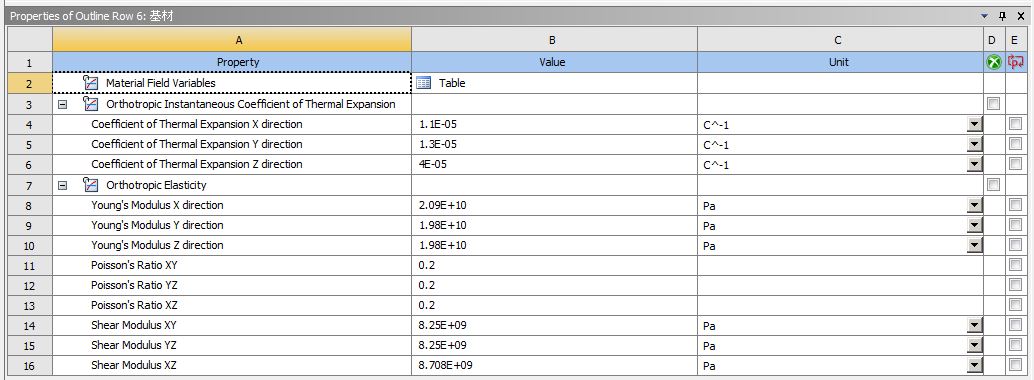 Properties of Outline Row 6: 基材
A B C D E
1 Property Value Unit
2 Material Field Variables Table
3 Orthotropic Instantaneous Coefficient of Thermal Expansion
4 Coefficient of Thermal Expansion X direction 1.1E-05 C^-1
5 Coefficient of Thermal Expansion Y direction 1.3E-05 C^-1
6 Coefficient of Thermal Expansion Z direction 4E-05 C^-1
7 Orthotropic Elasticity
8 Young's Modulus X direction 2.09E+10 Pa
9 Young's Modulus Y direction 1.98E+10 Pa
10 Young's Modulus Z direction 1.98E+10 Pa
11 Poisson's Ratio XY 0.2
12 Poisson's Ratio YZ 0.2
13 Poisson's Ratio XZ 0.2
14 Shear Modulus XY 8.25E+09 Pa
15 Shear Modulus YZ 8.25E+09 Pa
16 Shear Modulus XZ 8.708E+09 Pa